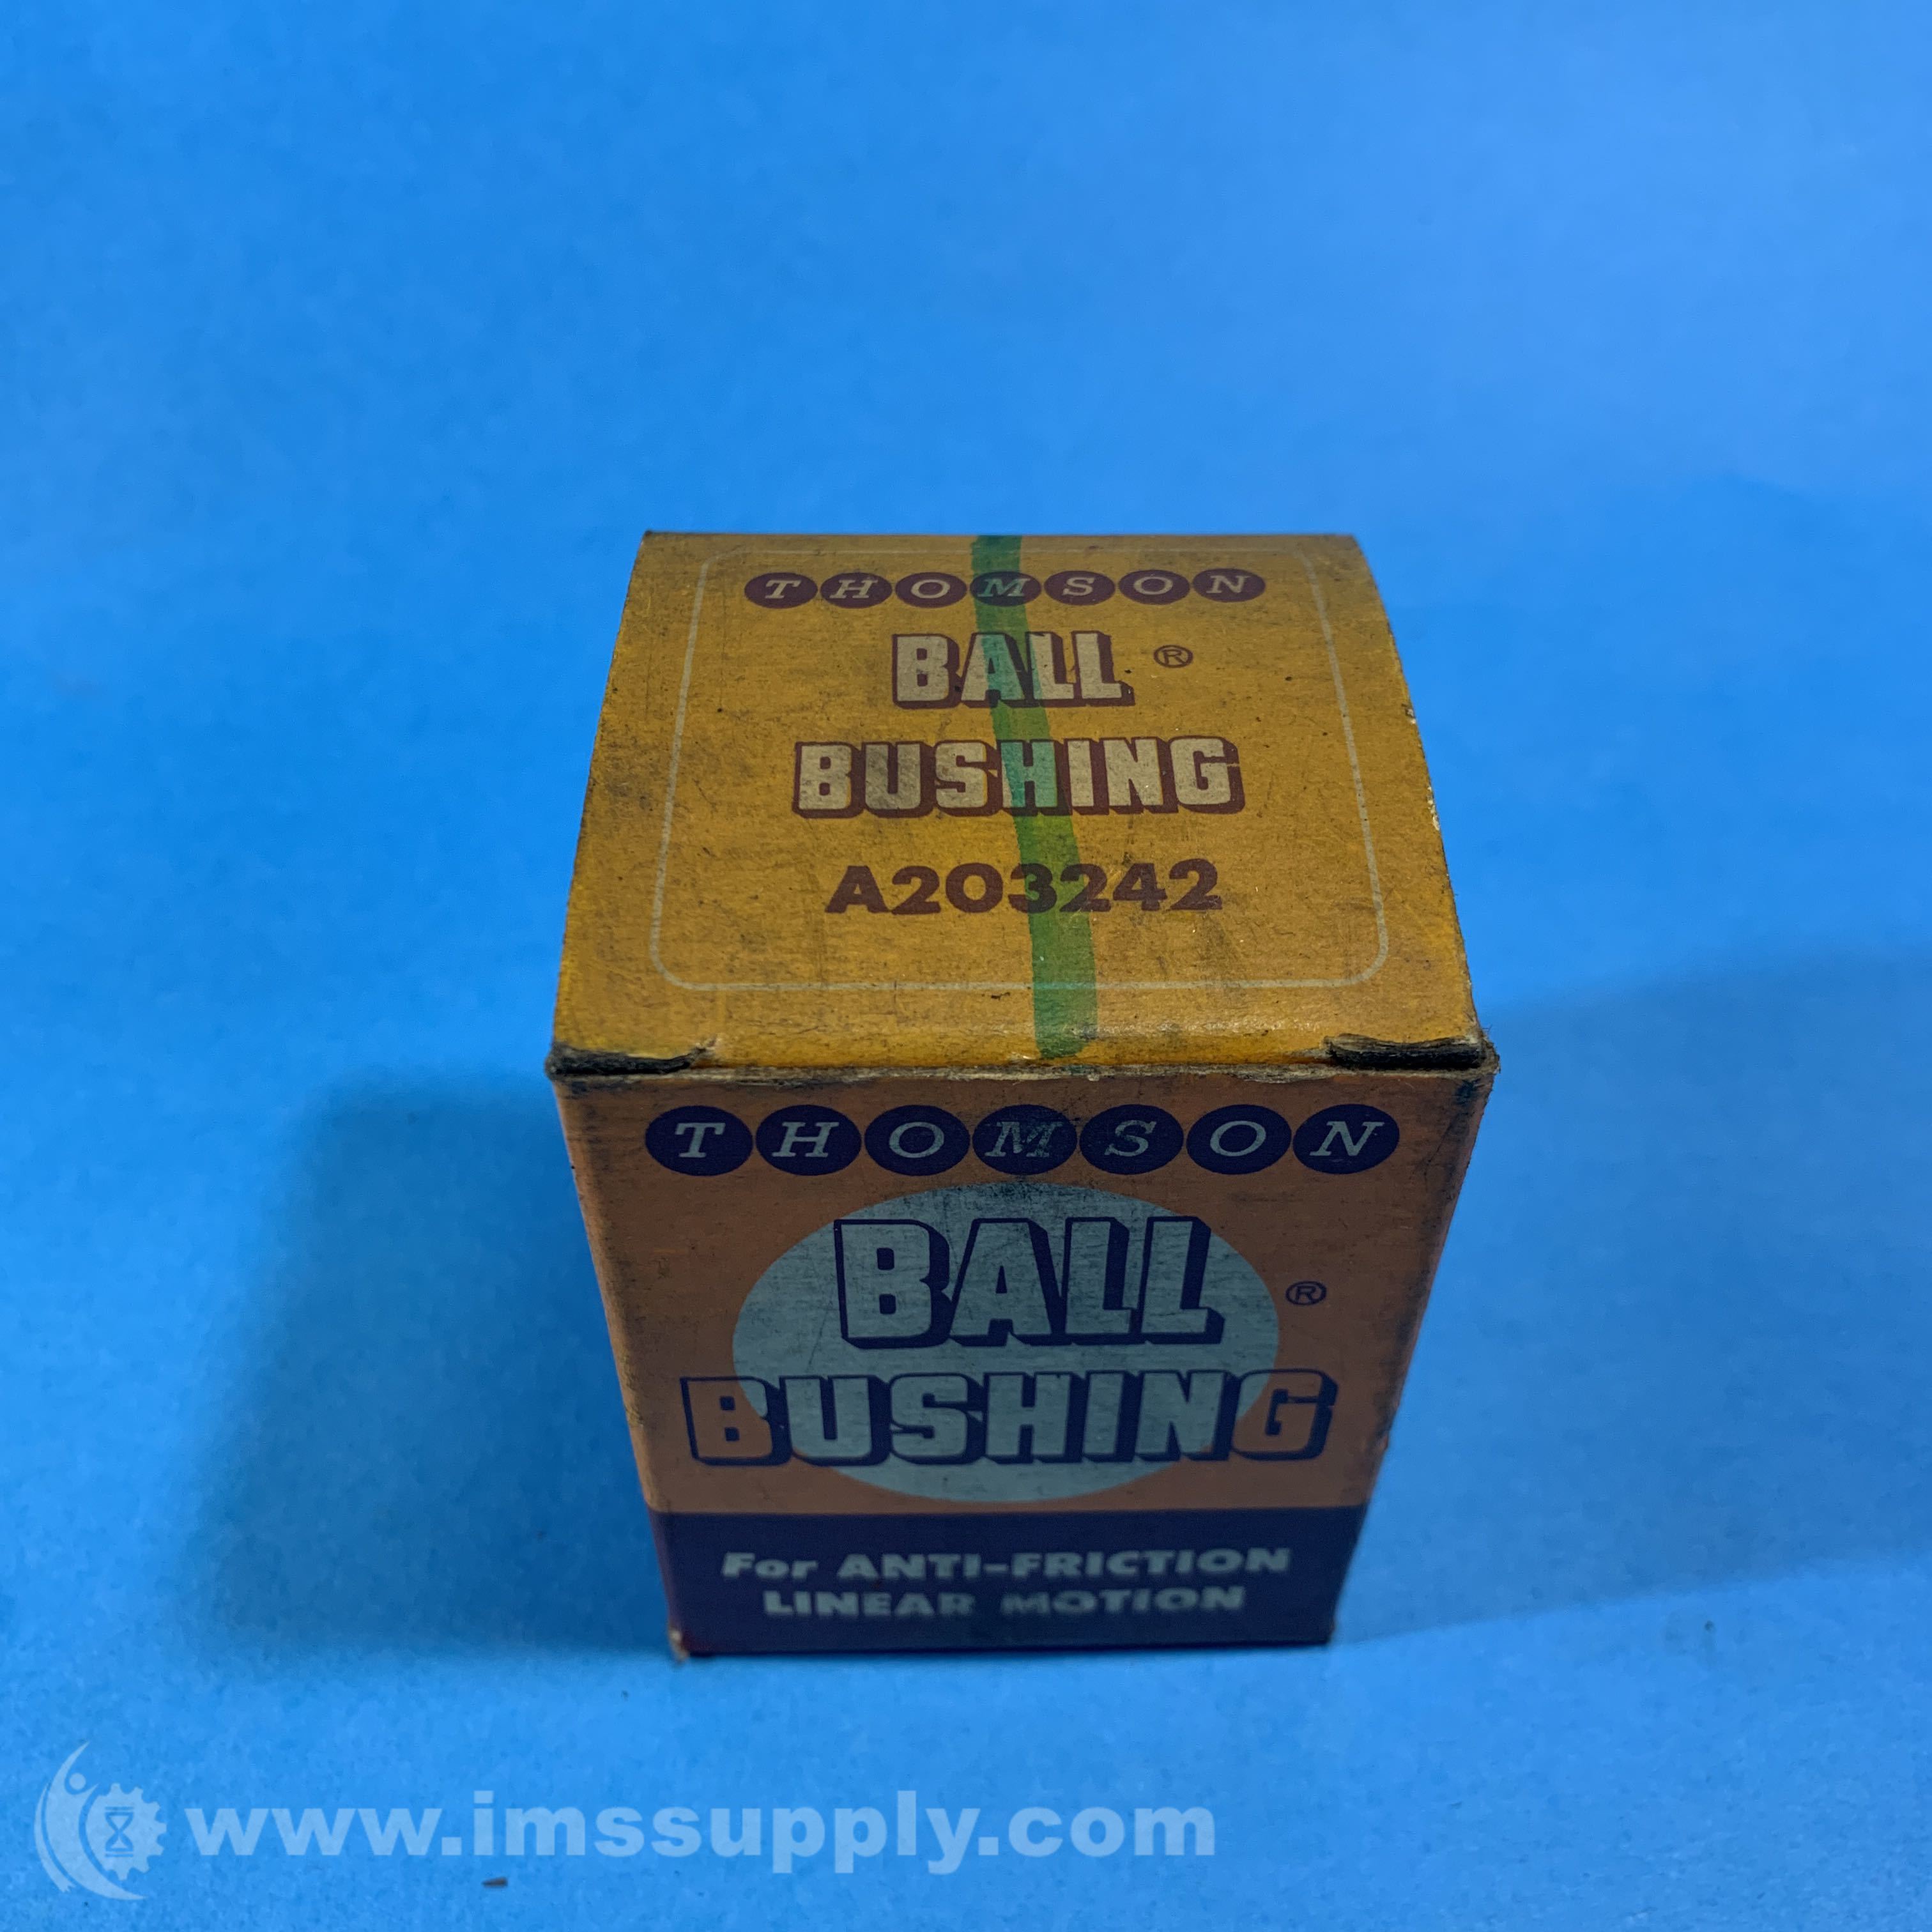 THOMSON
BALL ®
BUSHING
A203242
THOMSON
BALL ®
BUSHING
For ANTI-FRICTION
LINEAR MOTION
www.imssupply.com